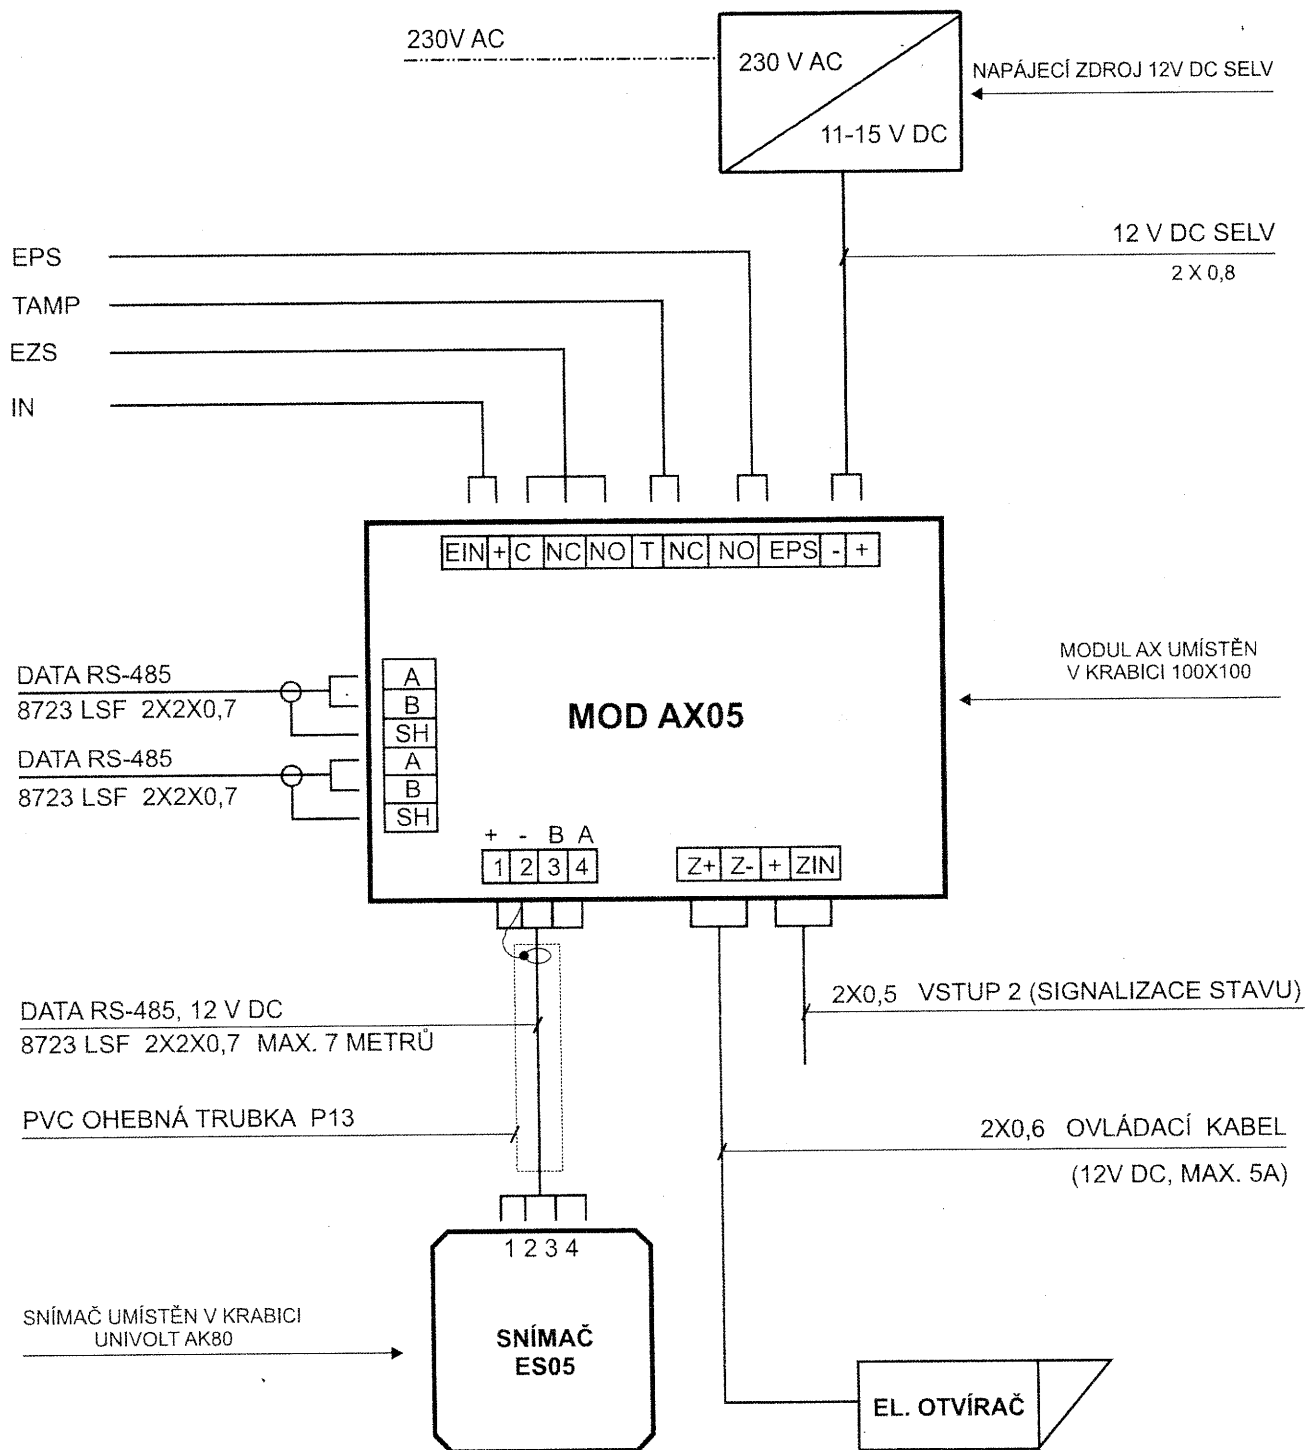 230V AC
230 V AC
11-15 V DC
NAPÁJECÍ ZDROJ 12V DC SELV
12 V DC SELV
2 X 0,8
EPS
TAMP
EZS
IN
EIN + C NC NO T NC NO EPS - +
DATA RS-485
8723 LSF 2X2X0,7
DATA RS-485
8723 LSF 2X2X0,7
A
B
SH
A
B
SH
MOD AX05
MODUL AX UMÍSTĚN
V KRABICI 100X100
+ - B A
1 2 3 4
Z+ Z- + ZIN
DATA RS-485, 12 V DC
8723 LSF 2X2X0,7 MAX. 7 METRŮ
2X0,5 VSTUP 2 (SIGNALIZACE STAVU)
PVC OHEBNÁ TRUBKA P13
2X0,6 OVLÁDACÍ KABEL
(12V DC, MAX. 5A)
1 2 3 4
SNÍMAČ UMÍSTĚN V KRABICI
UNIVOLT AK80
SNÍMAČ
ES05
EL. OTVÍRAČ